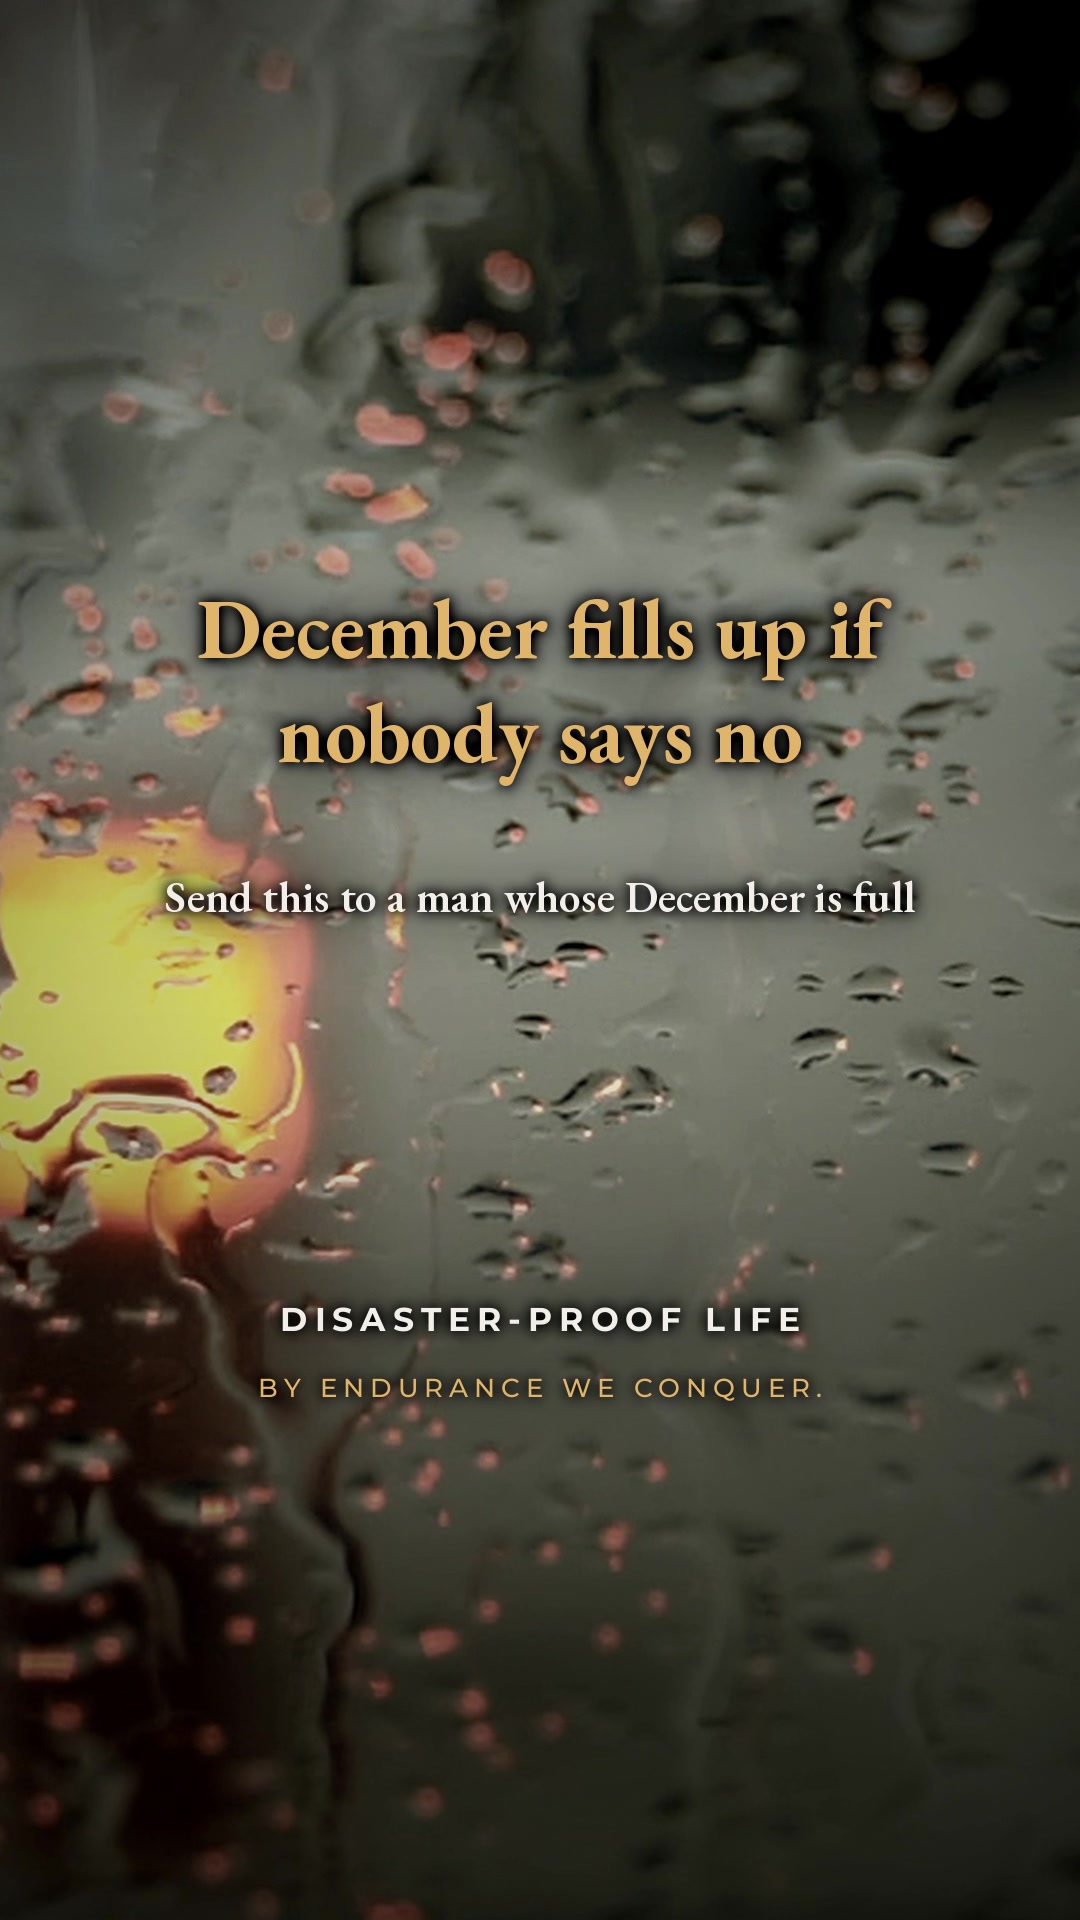 December fills up if
nobody says no
Send this to a man whose December is full
DISASTER-PROOF LIFE
BY ENDURANCE WE CONQUER.